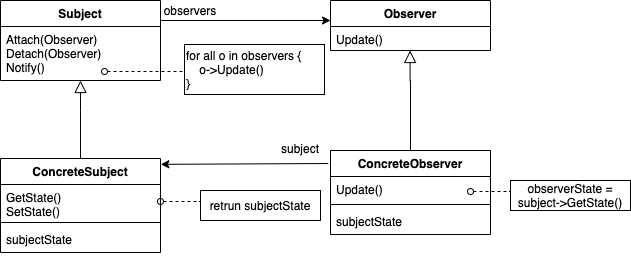 Subject
observers
Observer
Attach(Observer)
Detach(Observer)
Notify()
for all o in observers {
o->Update()
}
Update()
subject
ConcreteSubject
GetState()
SetState()
subjectState
retrun subjectState
ConcreteObserver
Update()
subjectState
observerState =
subject->GetState()